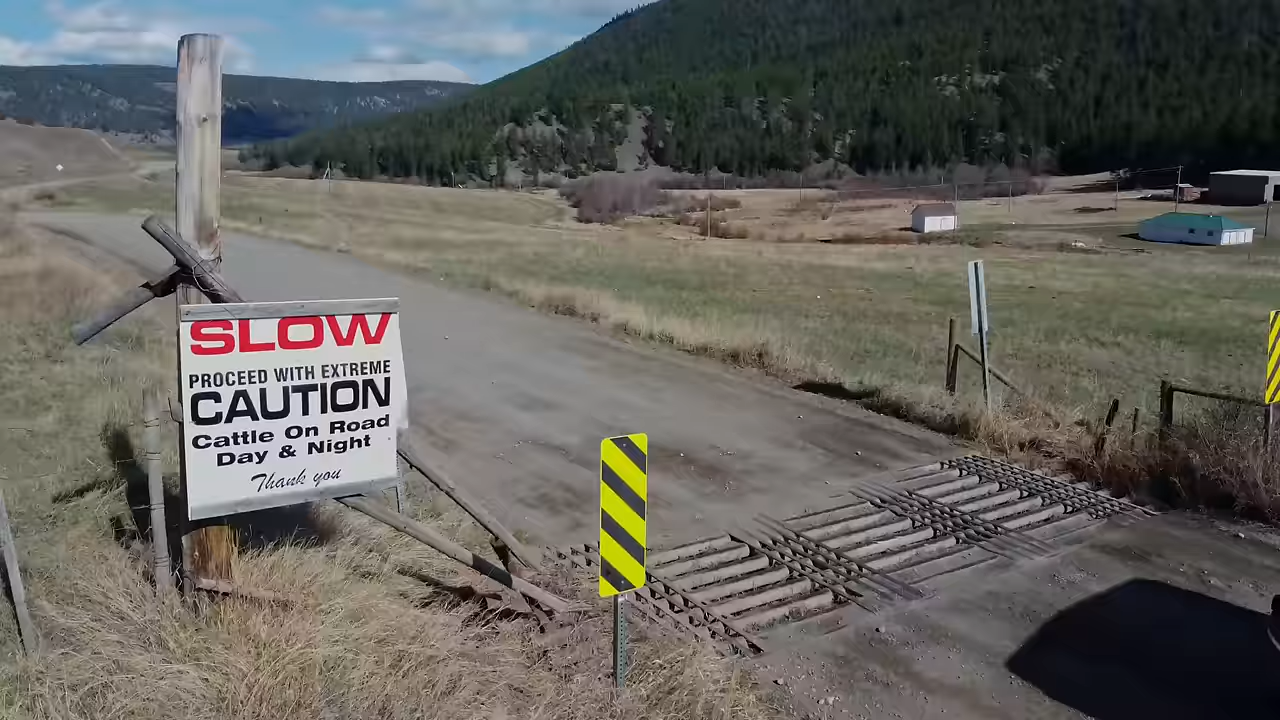 SLOW
PROCEED WITH EXTREME
CAUTION
Cattle On Road
Day & Night
Thank you